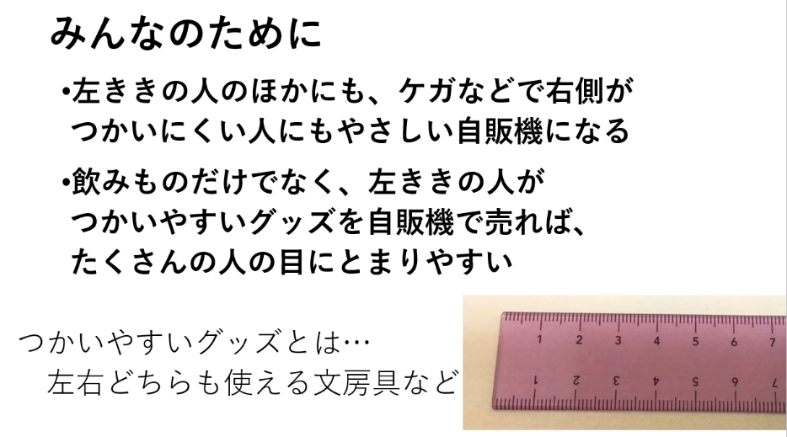 みんなのために
•左ききの人のほかにも、ケガなどで右側が
つかいにくい人にもやさしい自販機になる
•飲みものだけでなく、左ききの人が
つかいやすいグッズを自販機で売れば、
たくさんの人の目にとまりやすい
つかいやすいグッズとは…
左右どちらも使える文房具など
1 2 3 4 5 6 7
1 2 3 4 5 6 7